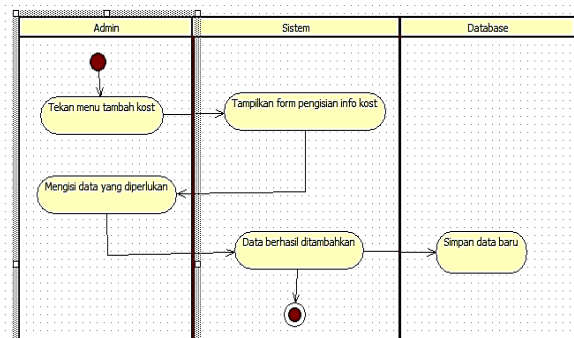 Admin
Sistem
Database
Tekan menu tambah kost
Tampilkan form pengisian info kost
Mengisi data yang diperlukan
Data berhasil ditambahkan
Simpan data baru